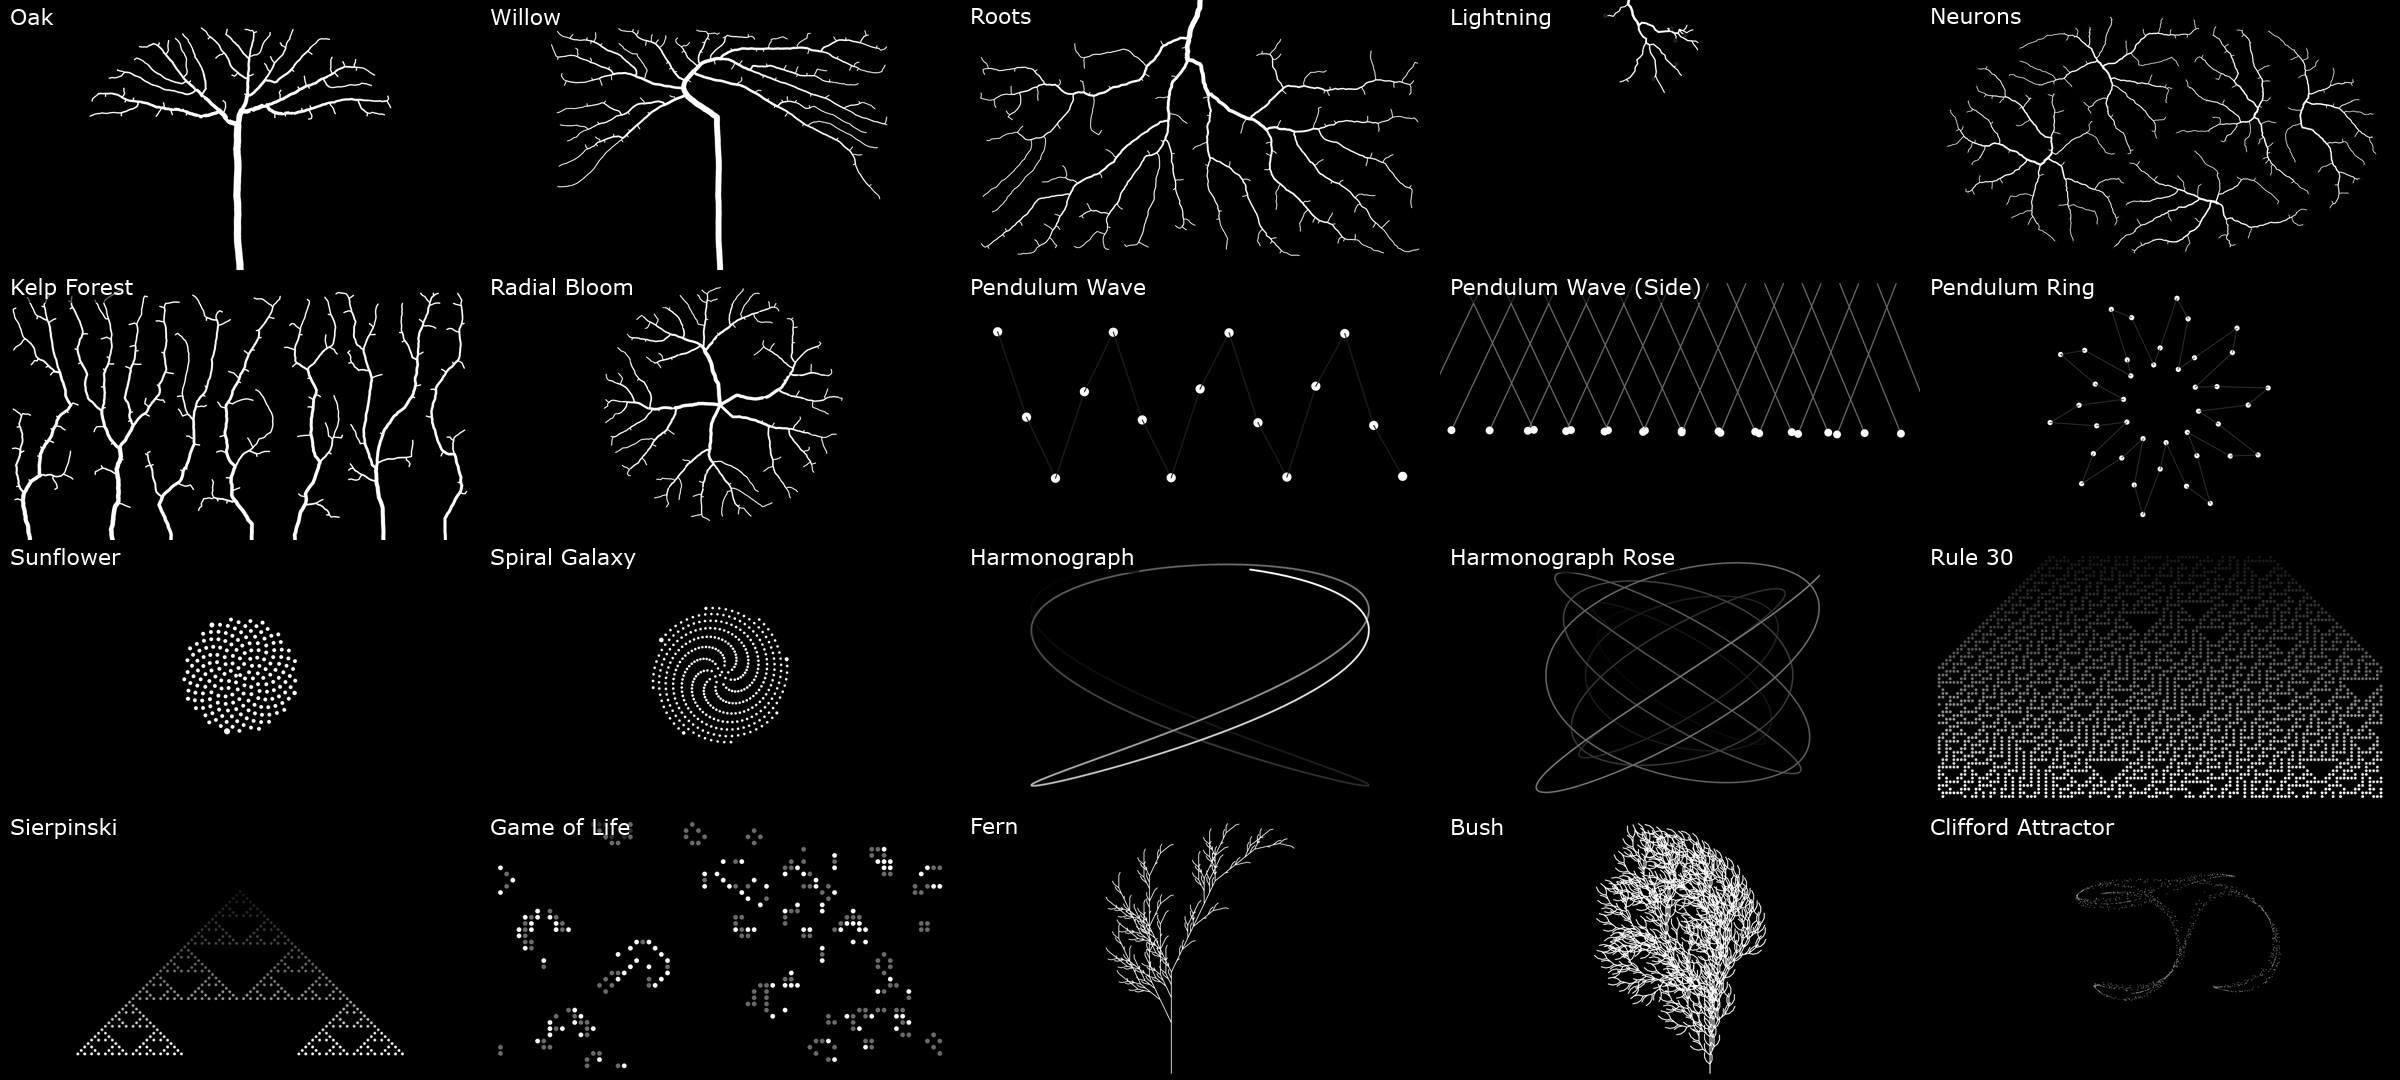 Oak
Willow
Roots
Lightning
Neurons
Kelp Forest
Radial Bloom
Pendulum Wave
Pendulum Wave (Side)
Pendulum Ring
Sunflower
Spiral Galaxy
Harmonograph
Harmonograph Rose
Rule 30
Sierpinski
Game of Life
Fern
Bush
Clifford Attractor